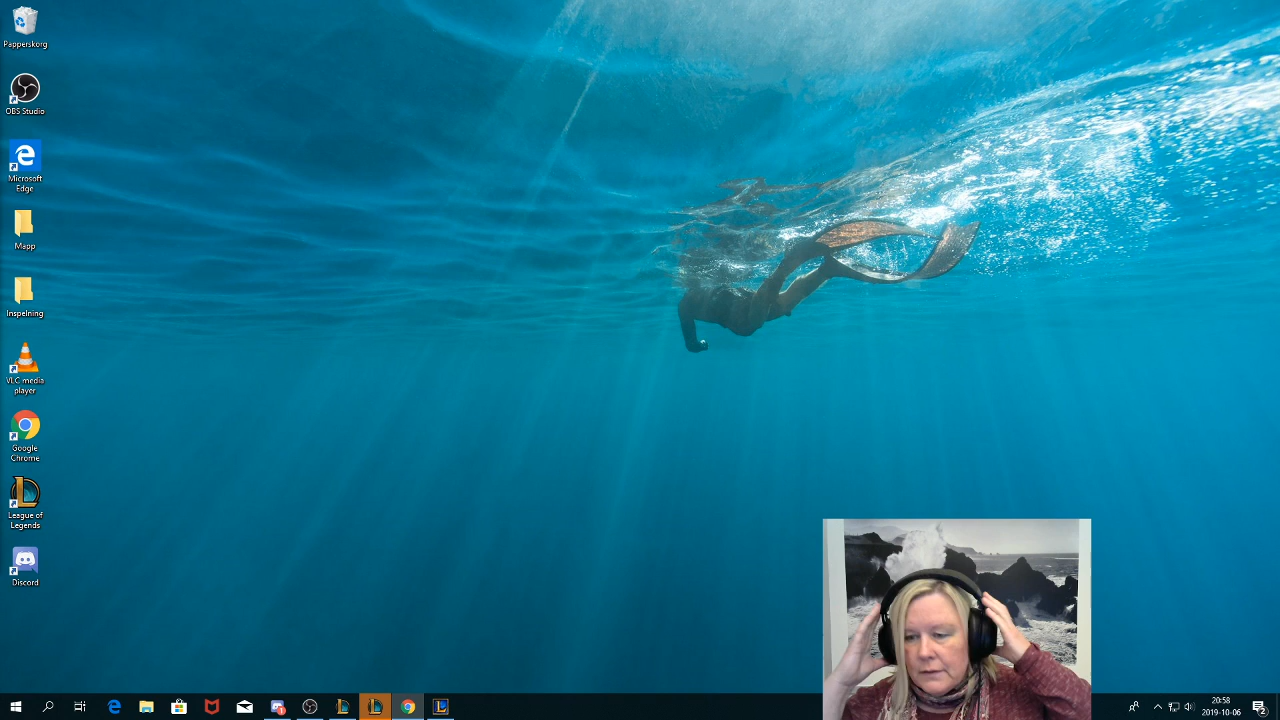 Papperskorg
OBS Studio
Microsoft
Edge
Mapp
Inspelning
VLC media
player
Google
Chrome
League of
Legends
Discord
20:58
2019-10-06
2